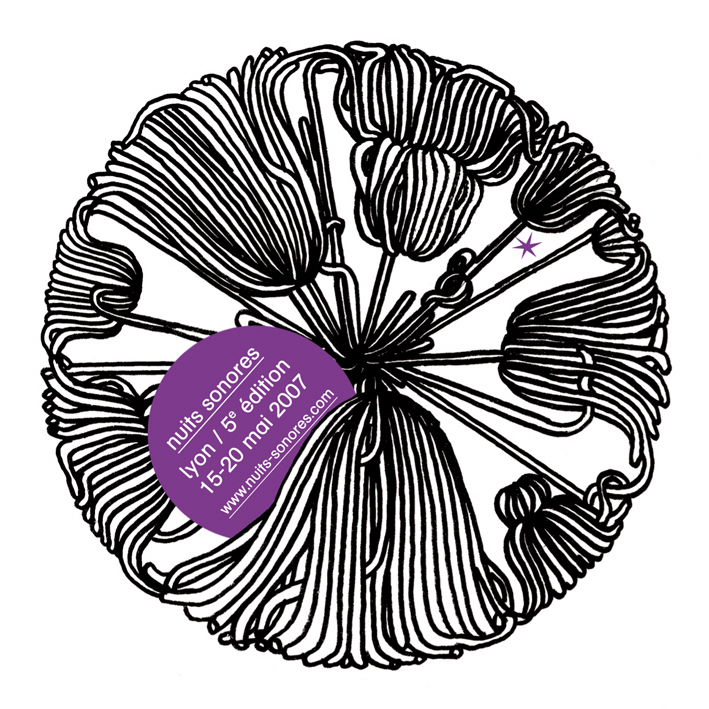 nuits sonores
lyon / 5e édition
15-20 mai 2007
www.nuits-sonores.com